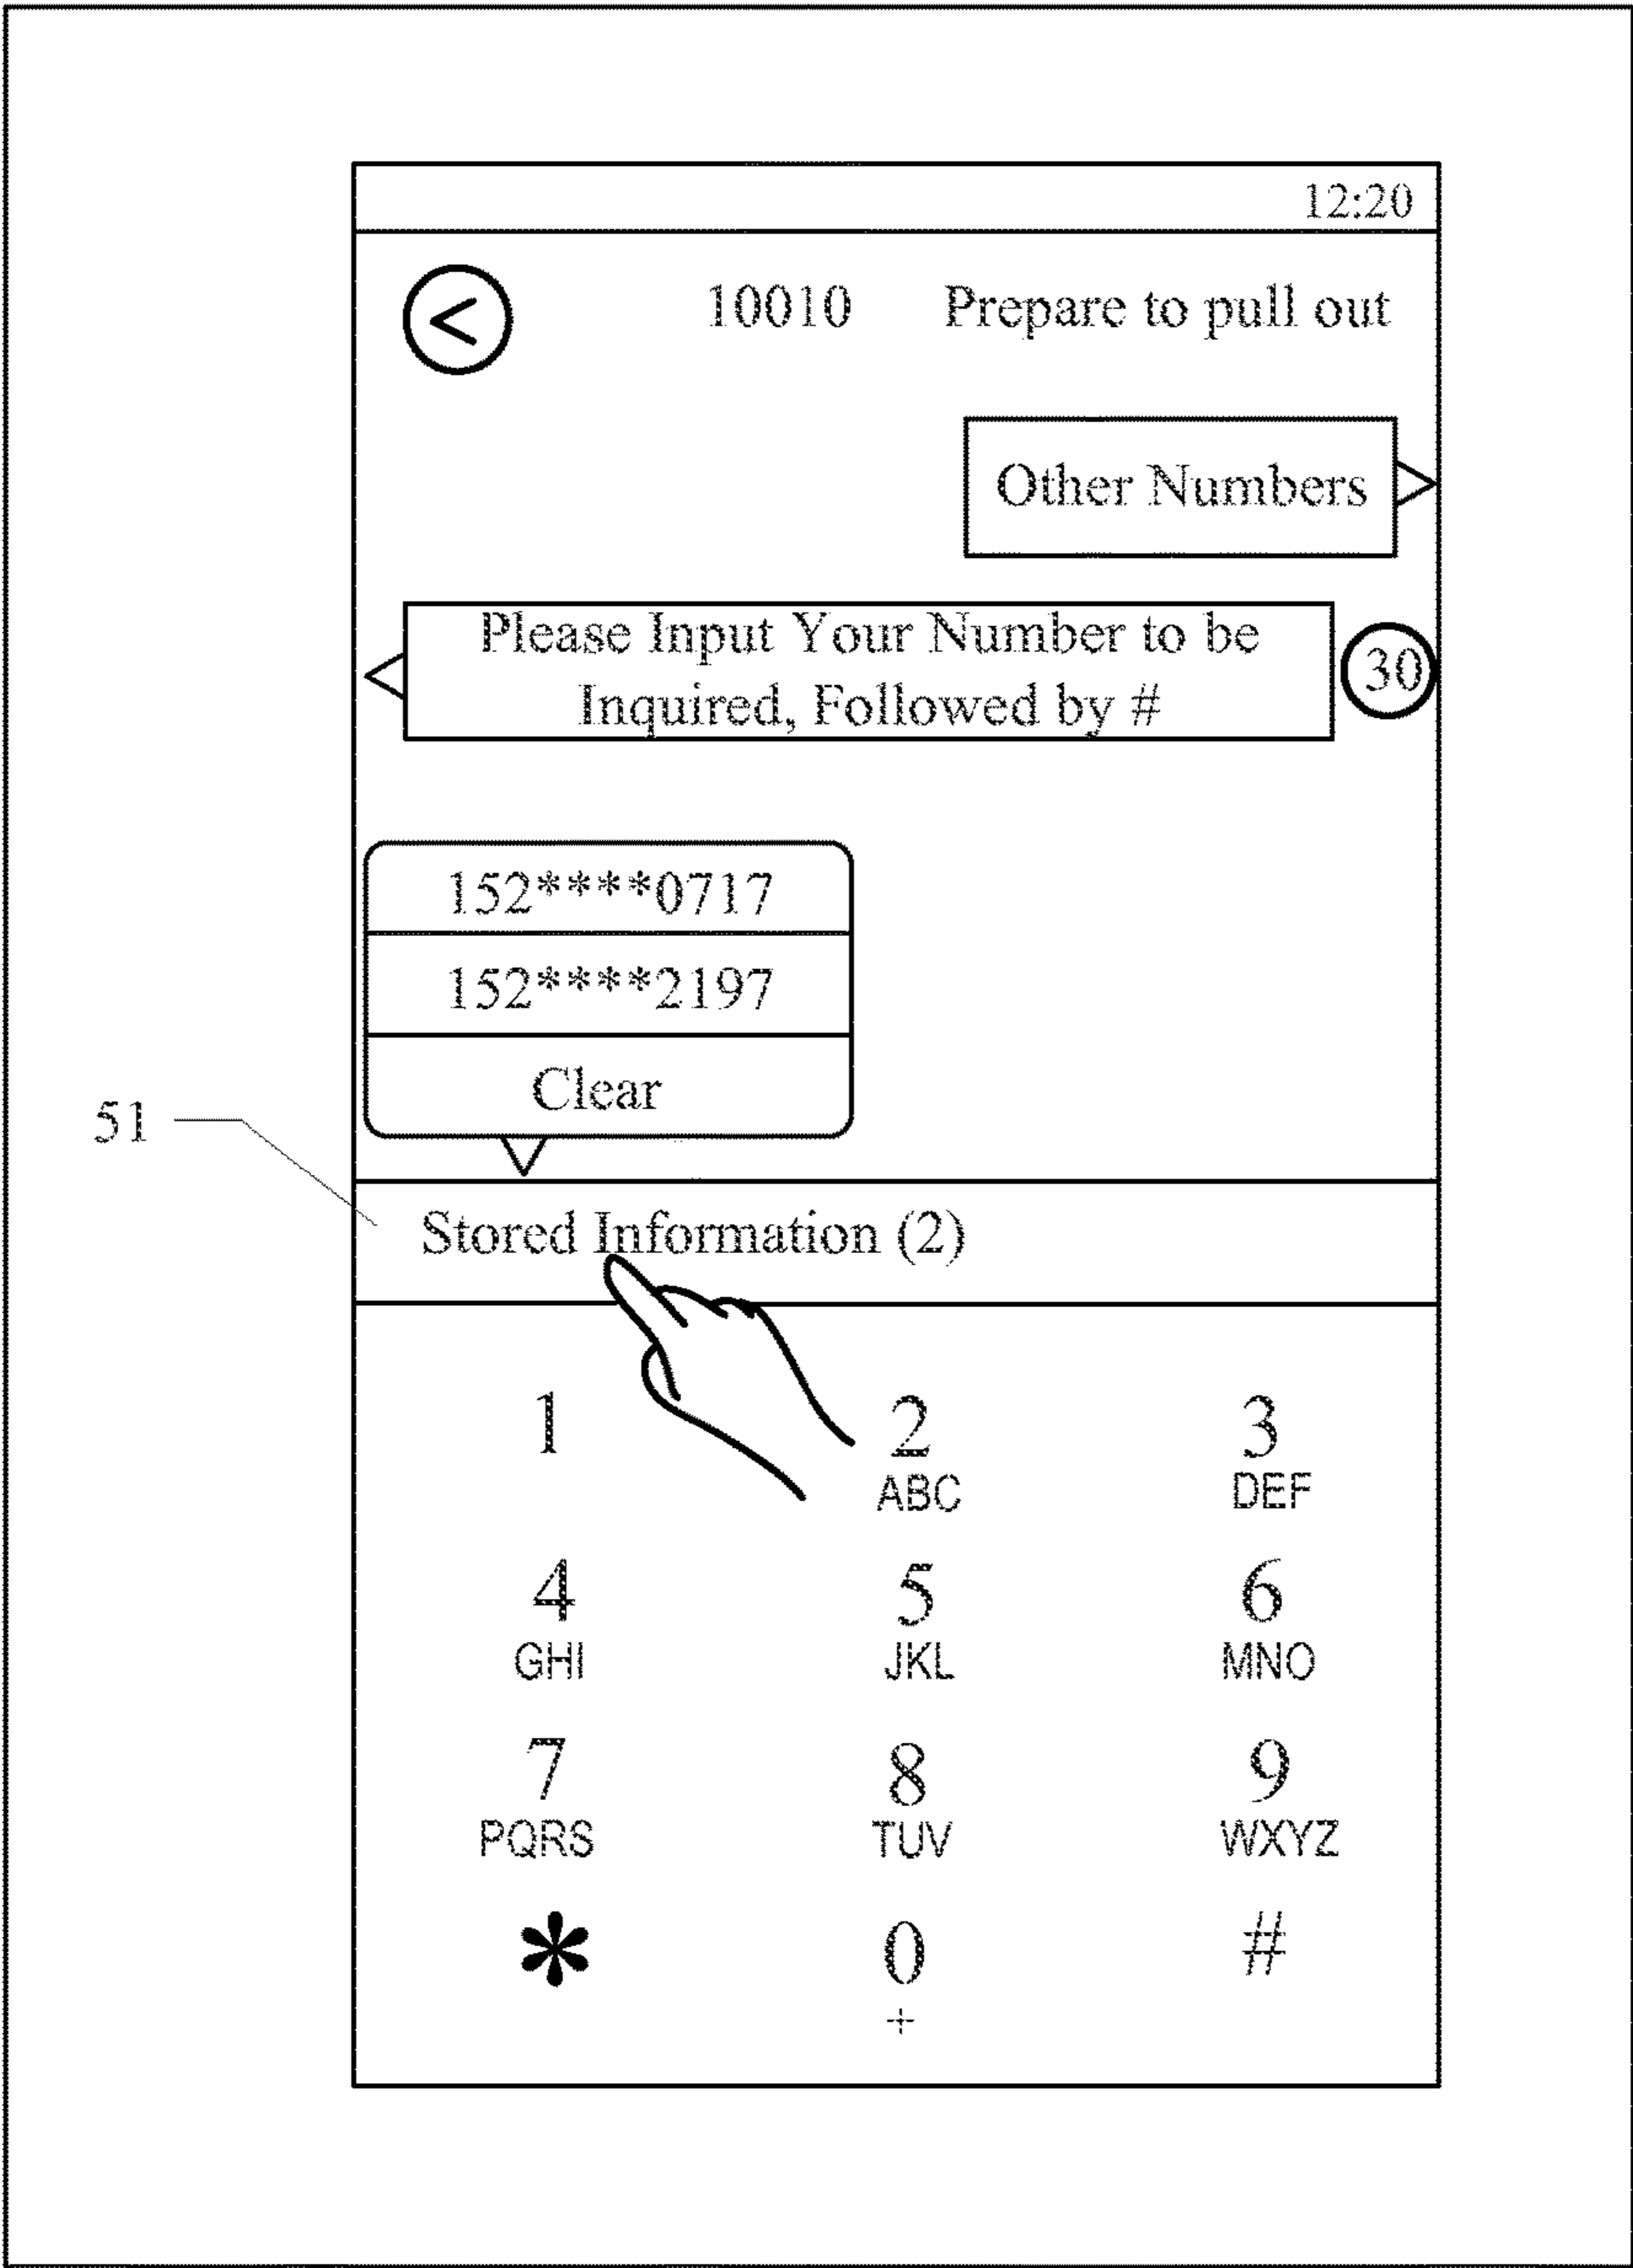 12:20
< 10010 Prepare to pull out
Other Numbers
Please Input Your Number to be
Inquired, Followed by #
30
152****0717
152****2197
Clear
51
Stored Information (2)
1 2 3
ABC DEF
4 5 6
GHI JKL MNO
7 8 9
PQRS TUV WXYZ
* 0 #
+